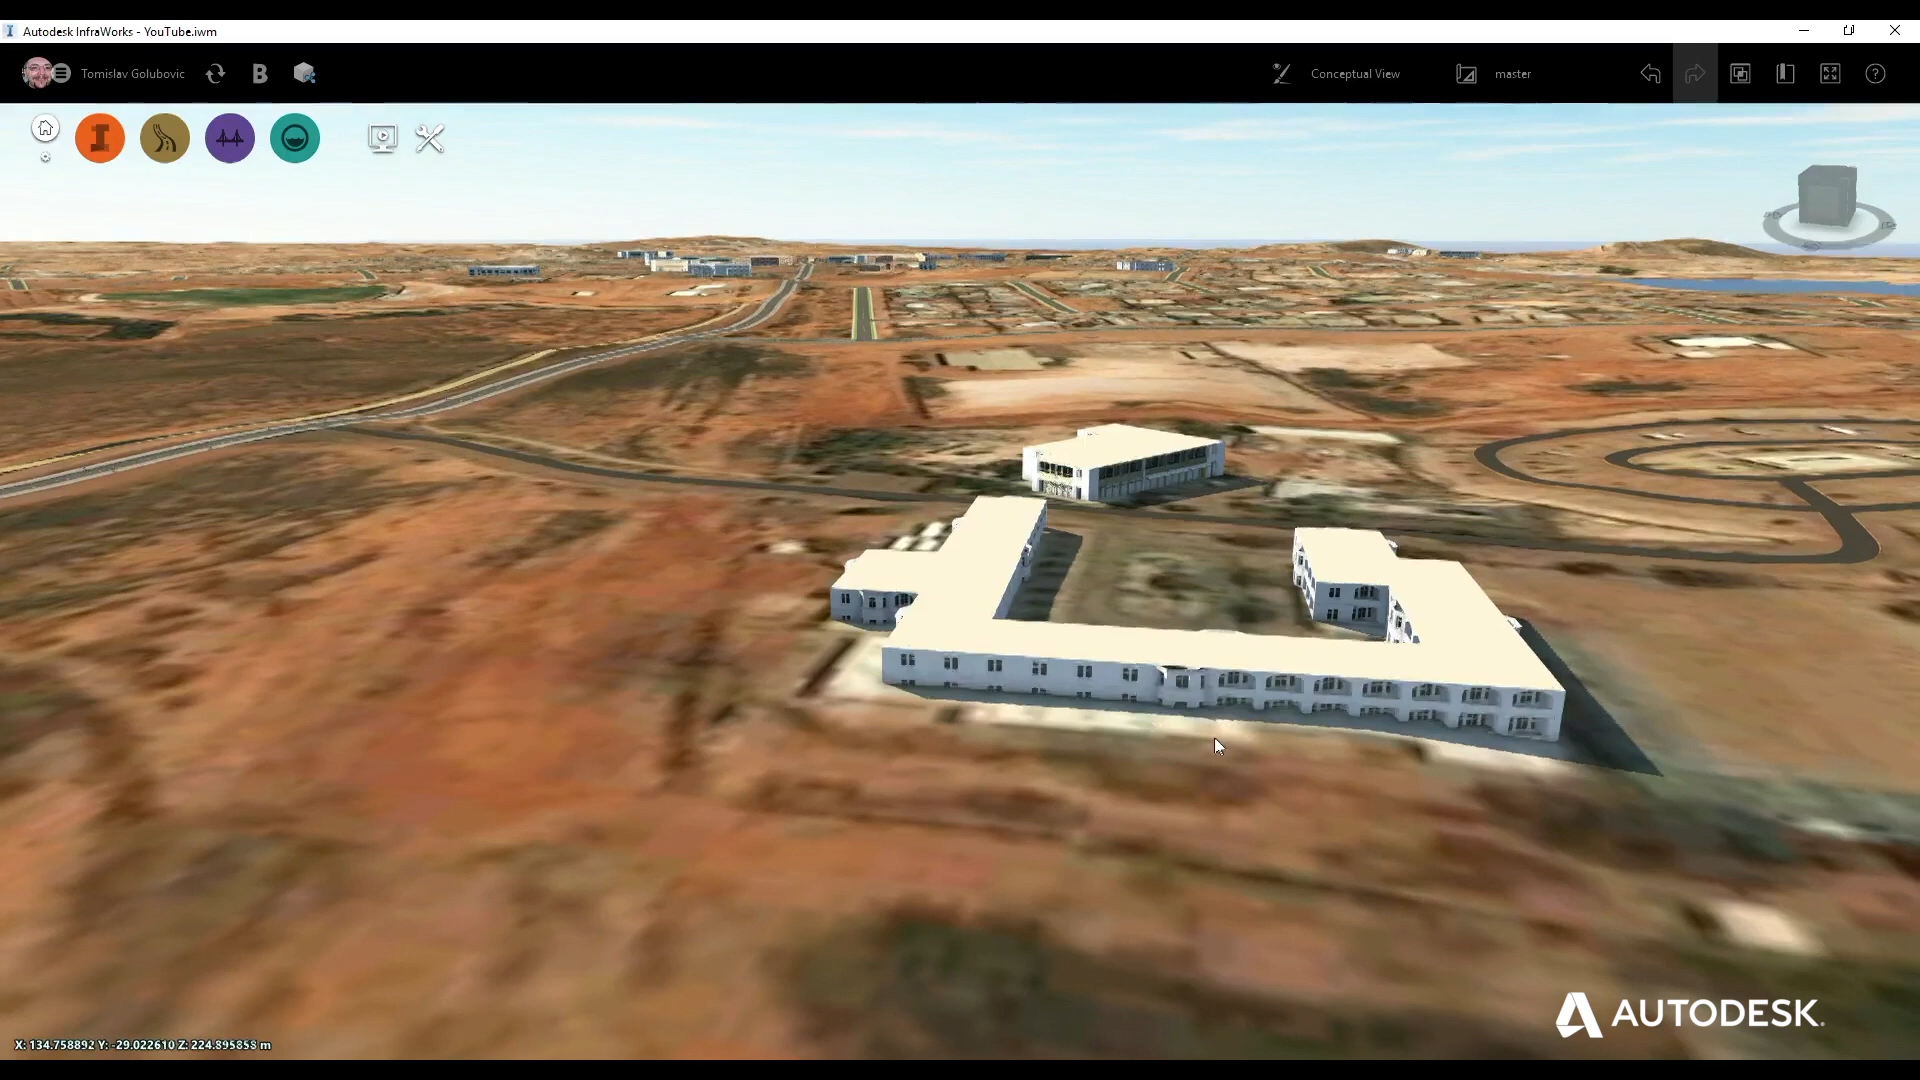 Autodesk InfraWorks - YouTube.iwm
Tomislav Golubovic
B
Conceptual View
master
?
I
AUTODESK.
X: 134.758892 Y: -29.022610 Z: 224.895858 m